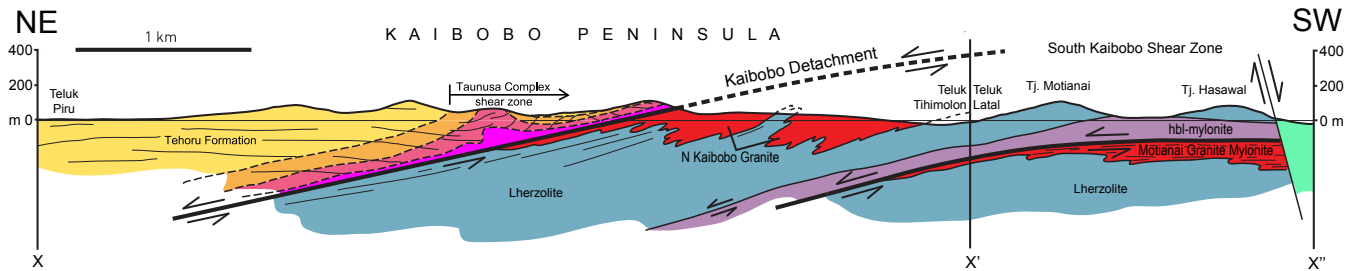 NE
SW
1 km
KAIBOBO PENINSULA
400
200
m 0
Teluk
Piru
Taunusa Complex
shear zone
Kaibobo Detachment
South Kaibobo Shear Zone
Teluk
Tihimolon
Teluk
Latal
Tj. Motianai
Tj. Hasawal
400
200
0 m
Tehoru Formation
N Kaibobo Granite
hbl-mylonite
Motianai Granite Mylonite
Lherzolite
Lherzolite
X
X'
X"